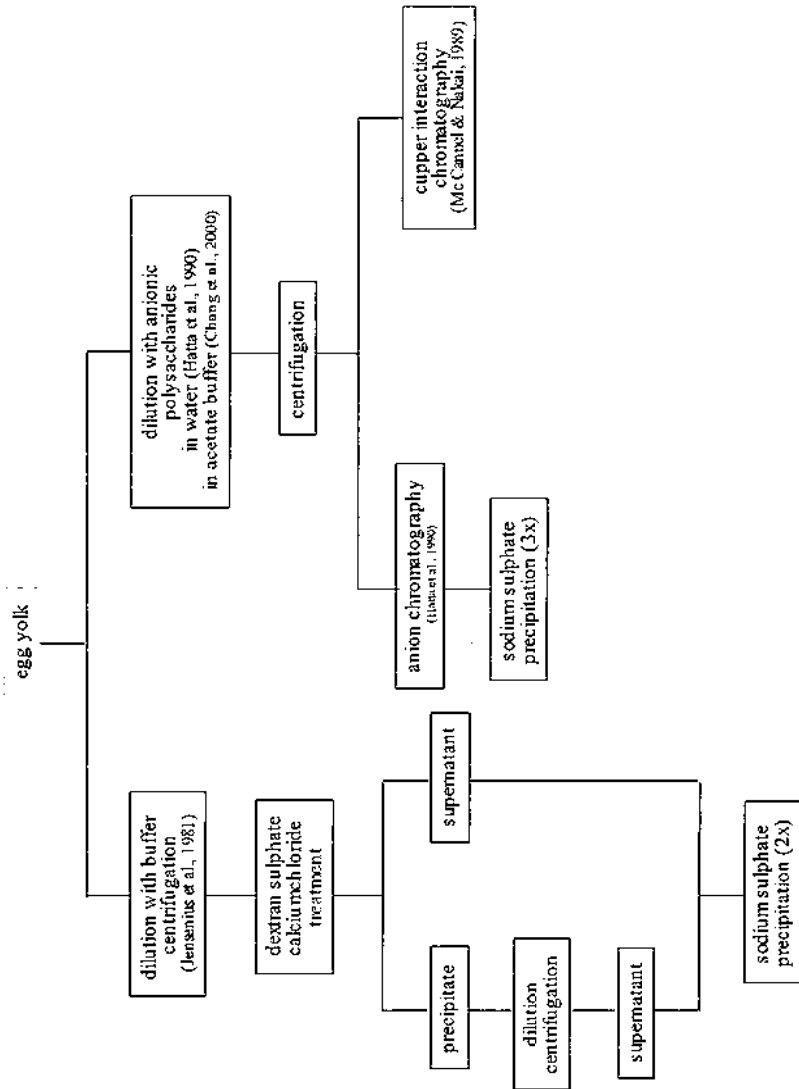 egg yolk
dilution with buffer
centrifugation
(Jensenius et al., 1981)
dextran sulphate
calciumchloride
treatment
precipitate
dilution
centrifugation
supernatant
supernatant
sodium sulphate
precipitation (2x)
dilution with anionic
polysaccharides
in water (Hatta et al., 1990)
in acetate buffer (Chang et al., 2000)
centrifugation
anion chromatography
(Hatta et al., 1990)
sodium sulphate
precipitation (3x)
cupper interaction
chromatography
(Mc Cannel & Nakai, 1989)